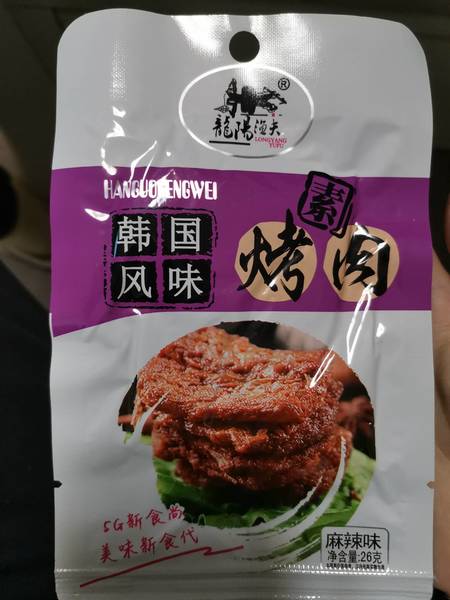 龍陽漁夫
®
LONGYANG
YUFU
HANGUOFENGWEI
韩国
风味
素
烤肉
5G新食尚
美味新食代
麻辣味
净含量:26克